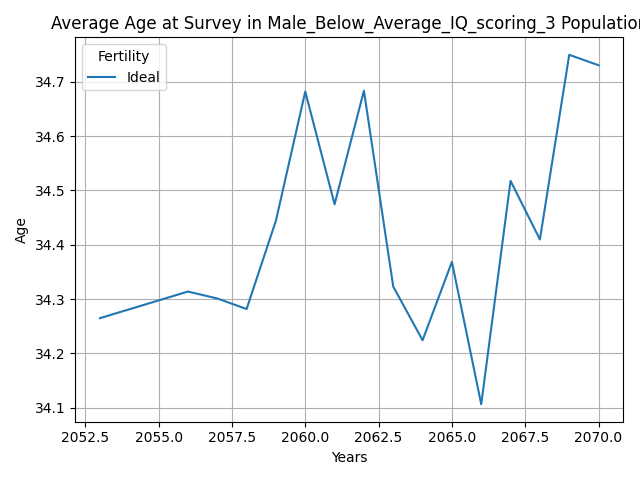 Average Age at Survey in Male_Below_Average_IQ_scoring_3 Population
Fertility
Ideal
34.7
34.6
34.5
34.4
34.3
34.2
34.1
Age
2052.5 2055.0 2057.5 2060.0 2062.5 2065.0 2067.5 2070.0
Years